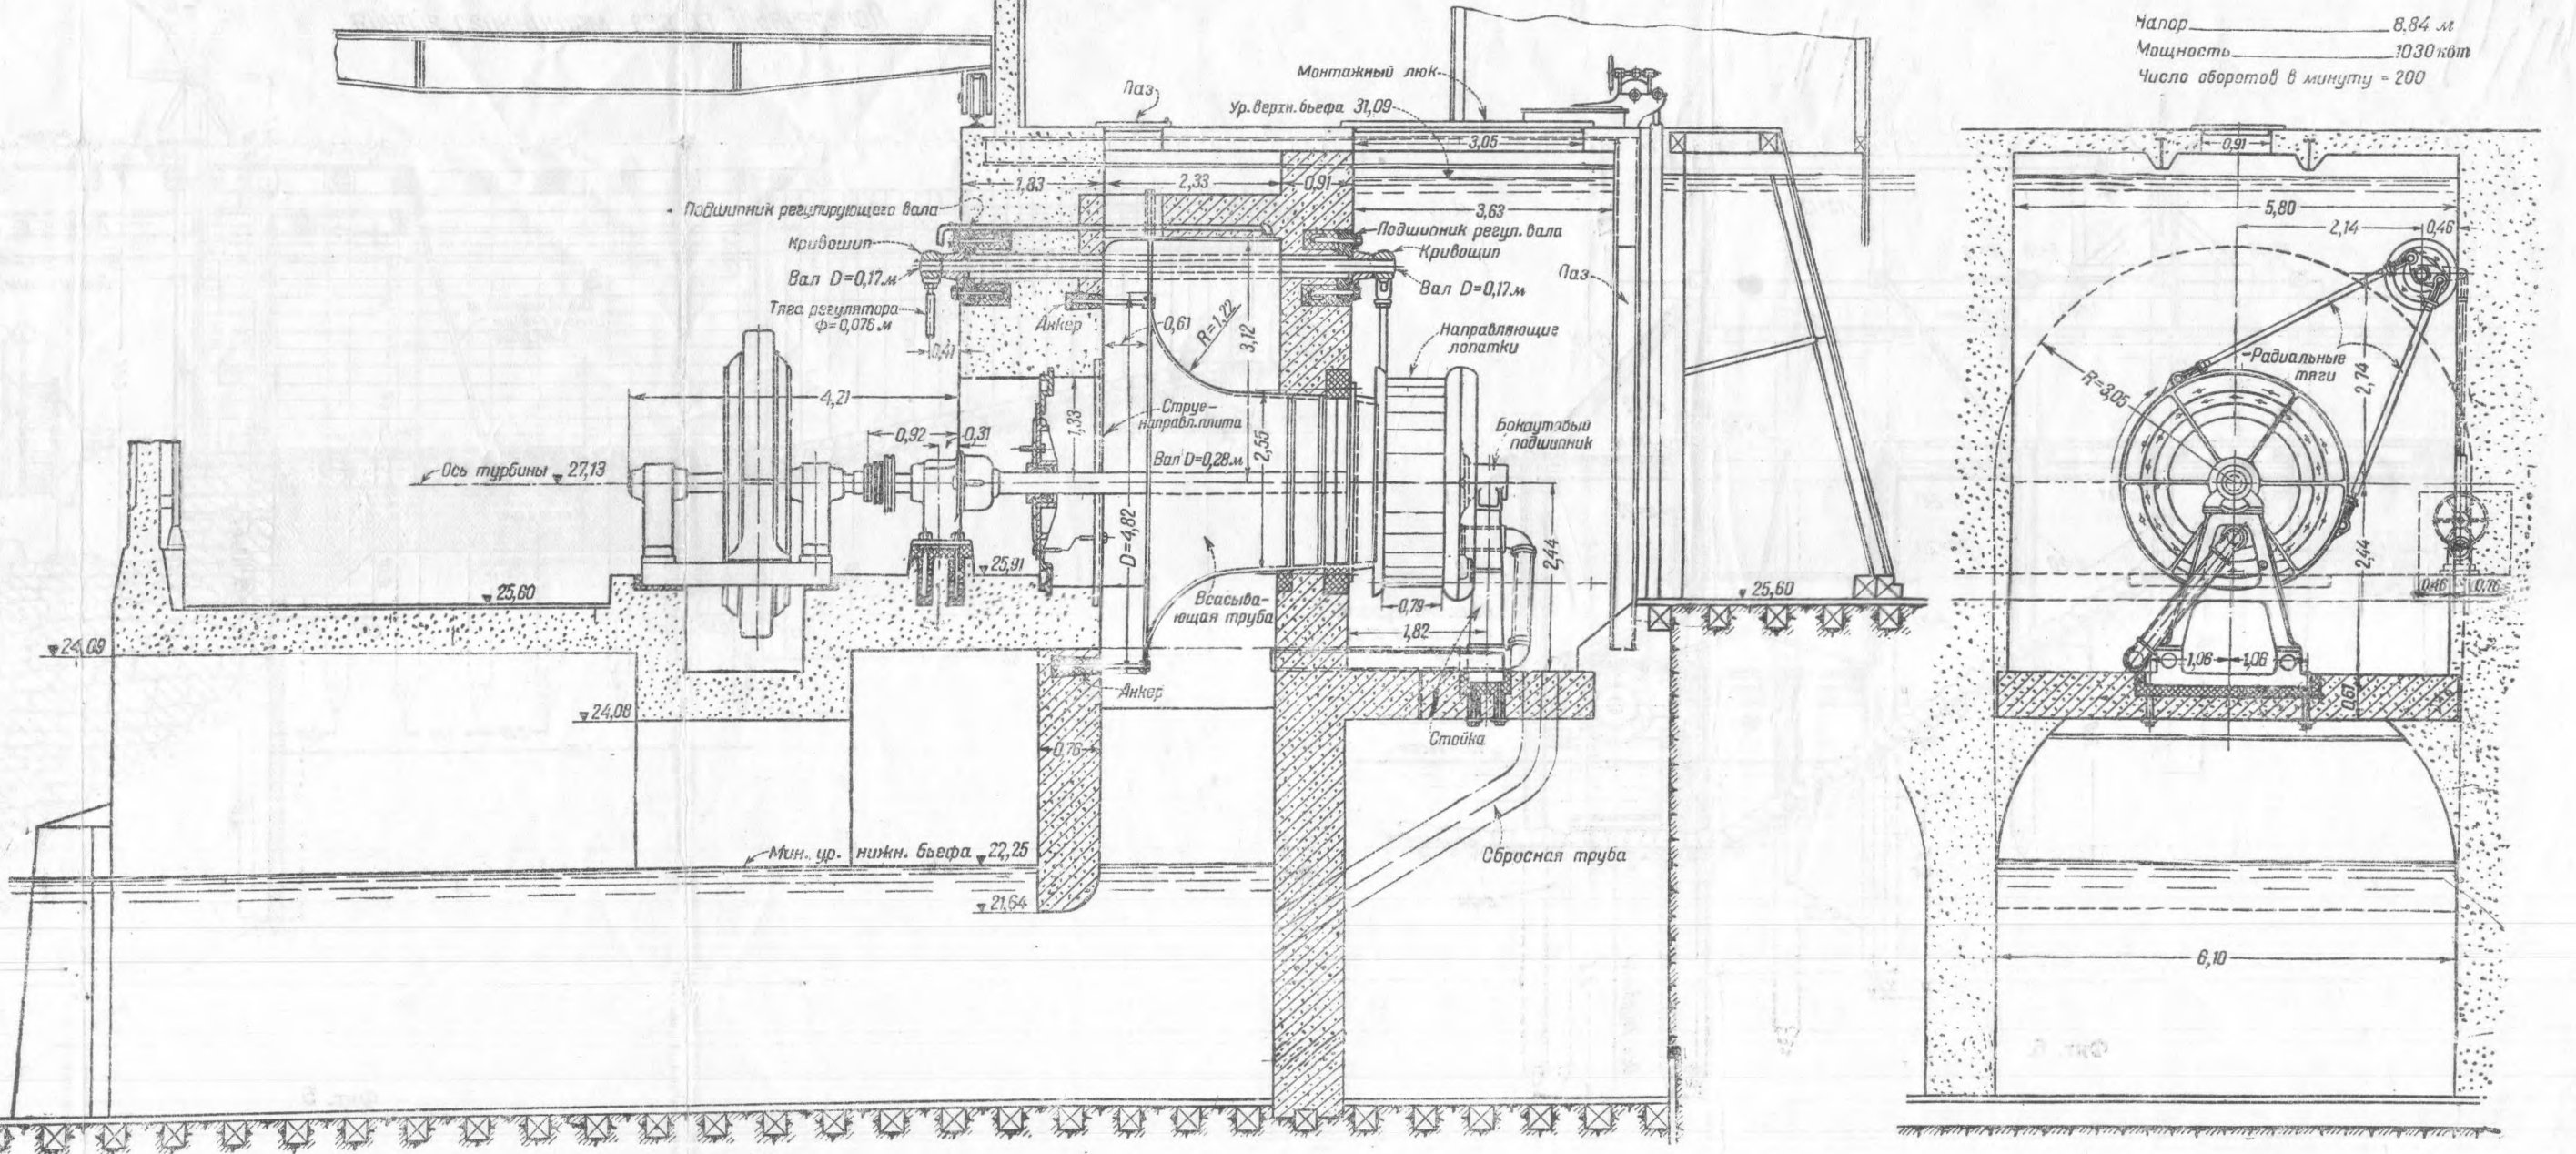 Напор 8,84 м
Мощность 1030 квт
Число оборотов в минуту = 200
Лаз
Монтажный люк
Ур. верхн. бьефа 31,09
3,05
0,91
1,83
2,33
0,91
3,63
5,80
2,14
0,46
Подшипник регулирующего вала
Кривошип
Вал D=0,17 м
Тяга регулятора
ф=0,076 м
0,41
Анкер
0,61
R=1,22
3,12
Подшипник регул. вала
Кривошип
Вал D=0,17 м
Паз
Направляющие
лопатки
Радиальные
тяги
2,74
R=3,05
4,21
0,92
0,31
1,33
Струе-
направл. плита
Вал D=0,28 м
2,55
Бокаутовый
подшипник
Ось турбины 27,13
D=4,82
2,44
2,44
25,91
25,60
Всасыва-
ющая труба
0,79
1,82
25,60
0,46
0,76
24,09
Анкер
1,06
1,06
0,61
24,08
0,76
Стойка
Мин. ур. нижн. бьефа 22,25
Сбросная труба
21,64
6,10
Фиг. 5